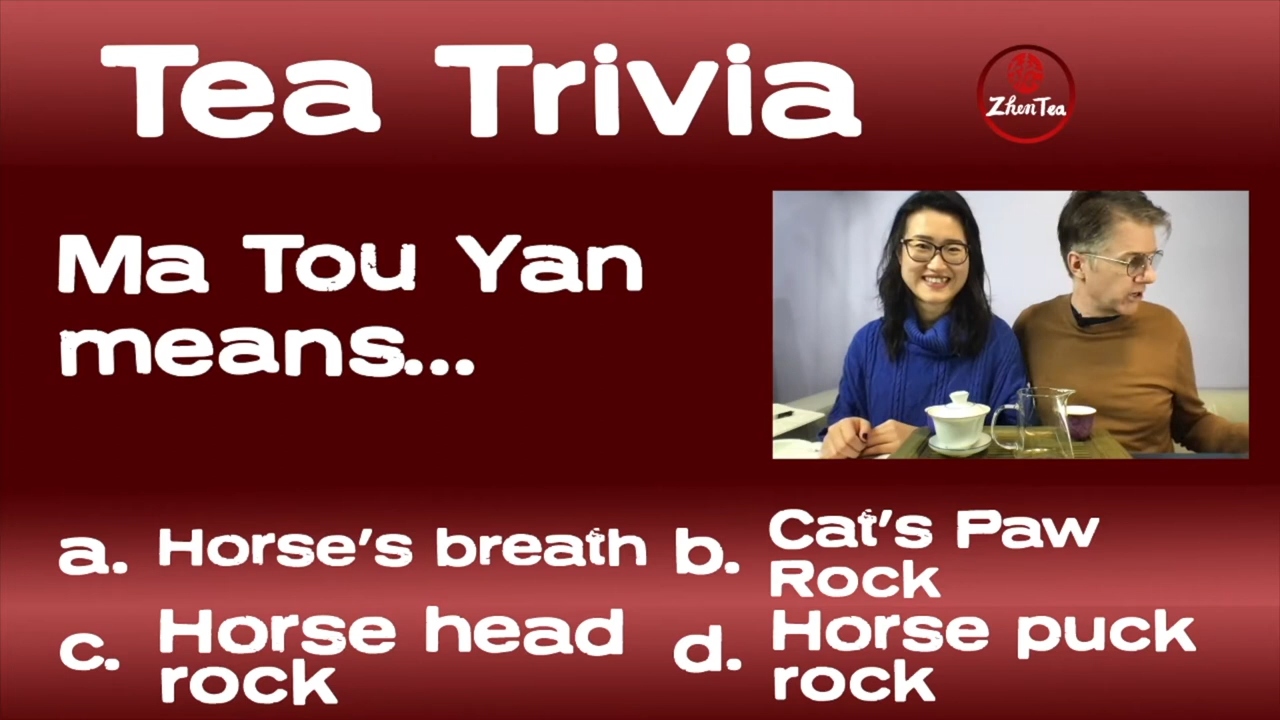 Tea Trivia
ZhenTea
Ma Tou Yan
means...
a. Horse's breath
b. Cat's Paw
Rock
c. Horse head
rock
d. Horse puck
rock